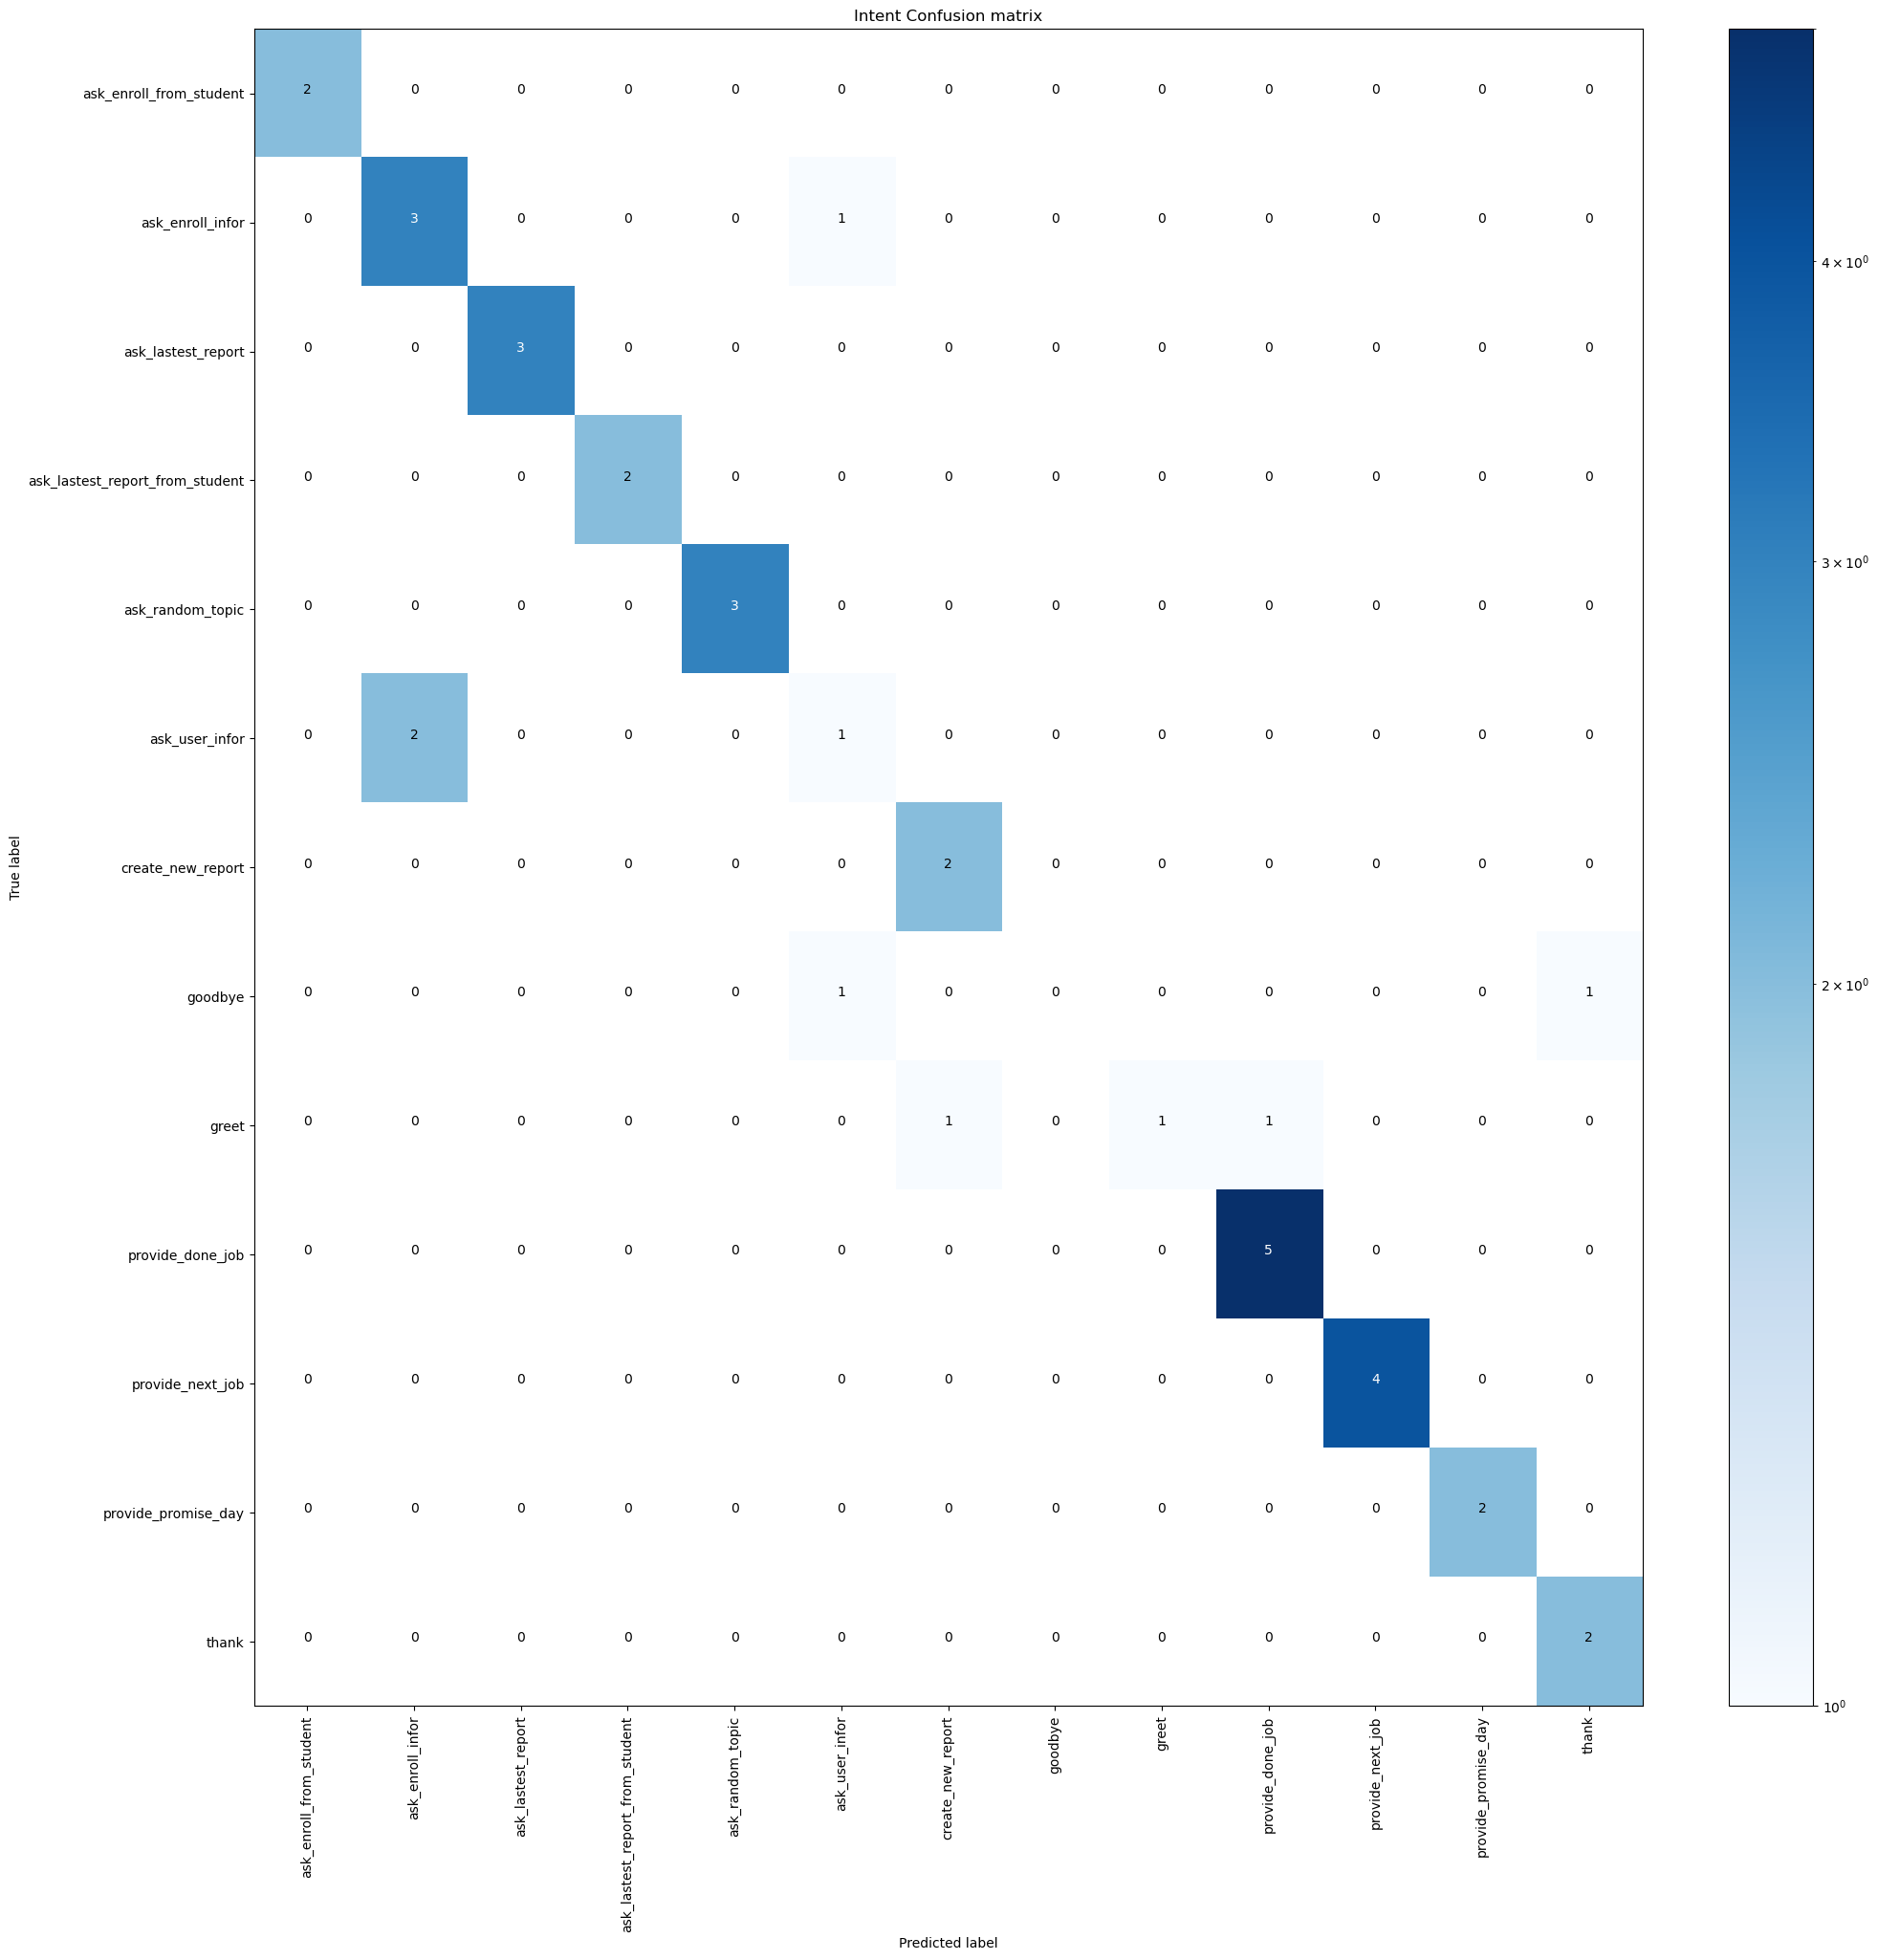 Intent Confusion matrix
ask_enroll_from_student 2 0 0 0 0 0 0 0 0 0 0 0 0
ask_enroll_infor 0 3 0 0 0 1 0 0 0 0 0 0 0
ask_lastest_report 0 0 3 0 0 0 0 0 0 0 0 0 0
ask_lastest_report_from_student 0 0 0 2 0 0 0 0 0 0 0 0 0
ask_random_topic 0 0 0 0 3 0 0 0 0 0 0 0 0
ask_user_infor 0 2 0 0 0 1 0 0 0 0 0 0 0
create_new_report 0 0 0 0 0 0 2 0 0 0 0 0 0
goodbye 0 0 0 0 0 1 0 0 0 0 0 0 1
greet 0 0 0 0 0 0 1 0 1 1 0 0 0
provide_done_job 0 0 0 0 0 0 0 0 0 5 0 0 0
provide_next_job 0 0 0 0 0 0 0 0 0 0 4 0 0
provide_promise_day 0 0 0 0 0 0 0 0 0 0 0 2 0
thank 0 0 0 0 0 0 0 0 0 0 0 0 2
True label
ask_enroll_from_student
ask_enroll_infor
ask_lastest_report
ask_lastest_report_from_student
ask_random_topic
ask_user_infor
create_new_report
goodbye
greet
provide_done_job
provide_next_job
provide_promise_day
thank
Predicted label
4 × 10⁰
3 × 10⁰
2 × 10⁰
10⁰